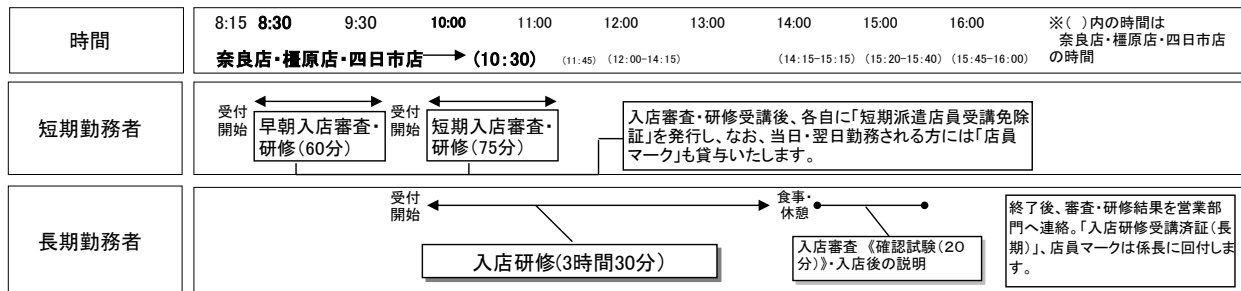 時間
8:15 8:30 9:30 10:00 11:00 12:00 13:00 14:00 15:00 16:00
奈良店・橿原店・四日市店 (10:30) (11:45) (12:00-14:15) (14:15-15:15) (15:20-15:40) (15:45-16:00)
※( )内の時間は
奈良店・橿原店・四日市店
の時間
短期勤務者
受付
開始
早朝入店審査・
研修(60分)
受付
開始
短期入店審査・
研修(75分)
入店審査・研修受講後、各自に「短期派遣店員受講免除
証」を発行し、なお、当日・翌日勤務される方には「店員
マーク」も貸与いたします。
長期勤務者
受付
開始
入店研修(3時間30分)
食事・
休憩
入店審査 《確認試験(20
分)》・入店後の説明
終了後、審査・研修結果を営業部
門へ連絡。「入店研修受講済証(長
期)」、店員マークは係長に回付しま
す。